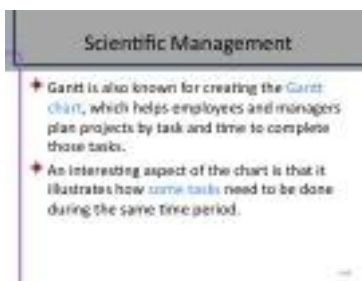 Scientific Management
Gantt is also known for creating the Gantt
chart, which helps employees and managers
plan projects by task and time to complete
those tasks.
An interesting aspect of the chart is that it
illustrates how some tasks need to be done
during the same time period.